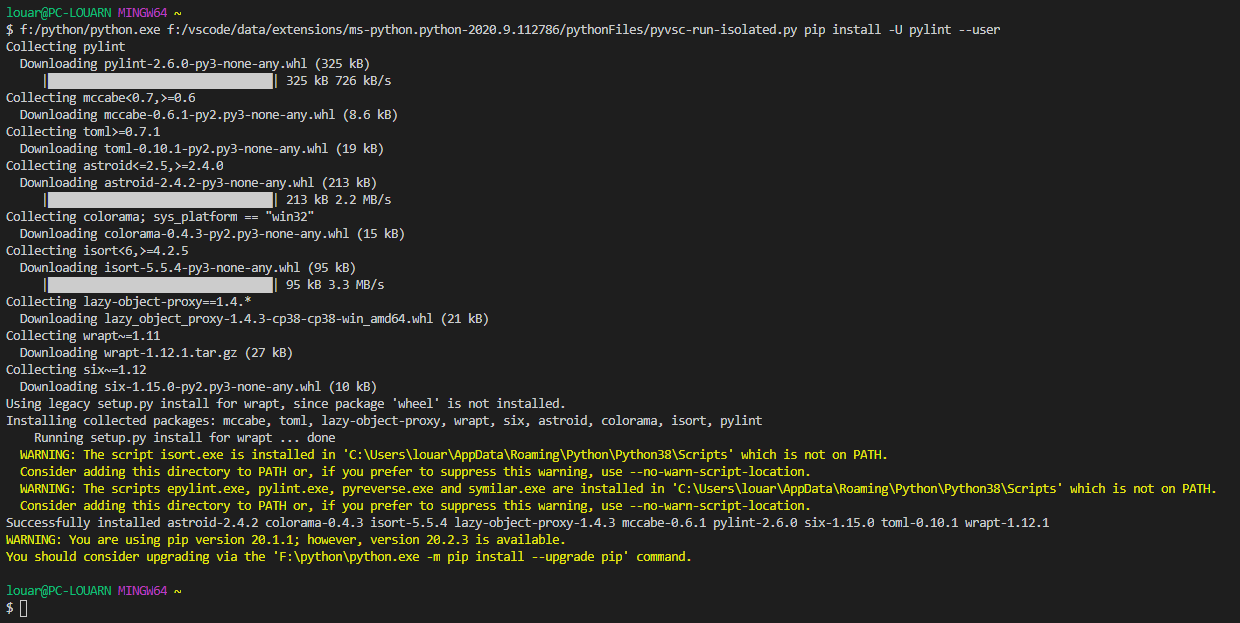 louar@PC-LOUARN MINGW64 ~
$ f:/python/python.exe f:/vscode/data/extensions/ms-python.python-2020.9.112786/pythonFiles/pyvsc-run-isolated.py pip install -U pylint --user
Collecting pylint
  Downloading pylint-2.6.0-py3-none-any.whl (325 kB)
     || 325 kB 726 kB/s
Collecting mccabe<0.7,>=0.6
  Downloading mccabe-0.6.1-py2.py3-none-any.whl (8.6 kB)
Collecting toml>=0.7.1
  Downloading toml-0.10.1-py2.py3-none-any.whl (19 kB)
Collecting astroid<=2.5,>=2.4.0
  Downloading astroid-2.4.2-py3-none-any.whl (213 kB)
     || 213 kB 2.2 MB/s
Collecting colorama; sys_platform == "win32"
  Downloading colorama-0.4.3-py2.py3-none-any.whl (15 kB)
Collecting isort<6,>=4.2.5
  Downloading isort-5.5.4-py3-none-any.whl (95 kB)
     || 95 kB 3.3 MB/s
Collecting lazy-object-proxy==1.4.*
  Downloading lazy_object_proxy-1.4.3-cp38-cp38-win_amd64.whl (21 kB)
Collecting wrapt~=1.11
  Downloading wrapt-1.12.1.tar.gz (27 kB)
Collecting six~=1.12
  Downloading six-1.15.0-py2.py3-none-any.whl (10 kB)
Using legacy setup.py install for wrapt, since package 'wheel' is not installed.
Installing collected packages: mccabe, toml, lazy-object-proxy, wrapt, six, astroid, colorama, isort, pylint
    Running setup.py install for wrapt ... done
  WARNING: The script isort.exe is installed in 'C:\Users\louar\AppData\Roaming\Python\Python38\Scripts' which is not on PATH.
  Consider adding this directory to PATH or, if you prefer to suppress this warning, use --no-warn-script-location.
  WARNING: The scripts epylint.exe, pylint.exe, pyreverse.exe and symilar.exe are installed in 'C:\Users\louar\AppData\Roaming\Python\Python38\Scripts' which is not on PATH.
  Consider adding this directory to PATH or, if you prefer to suppress this warning, use --no-warn-script-location.
Successfully installed astroid-2.4.2 colorama-0.4.3 isort-5.5.4 lazy-object-proxy-1.4.3 mccabe-0.6.1 pylint-2.6.0 six-1.15.0 toml-0.10.1 wrapt-1.12.1
WARNING: You are using pip version 20.1.1; however, version 20.2.3 is available.
You should consider upgrading via the 'F:\python\python.exe -m pip install --upgrade pip' command.
louar@PC-LOUARN MINGW64 ~
$